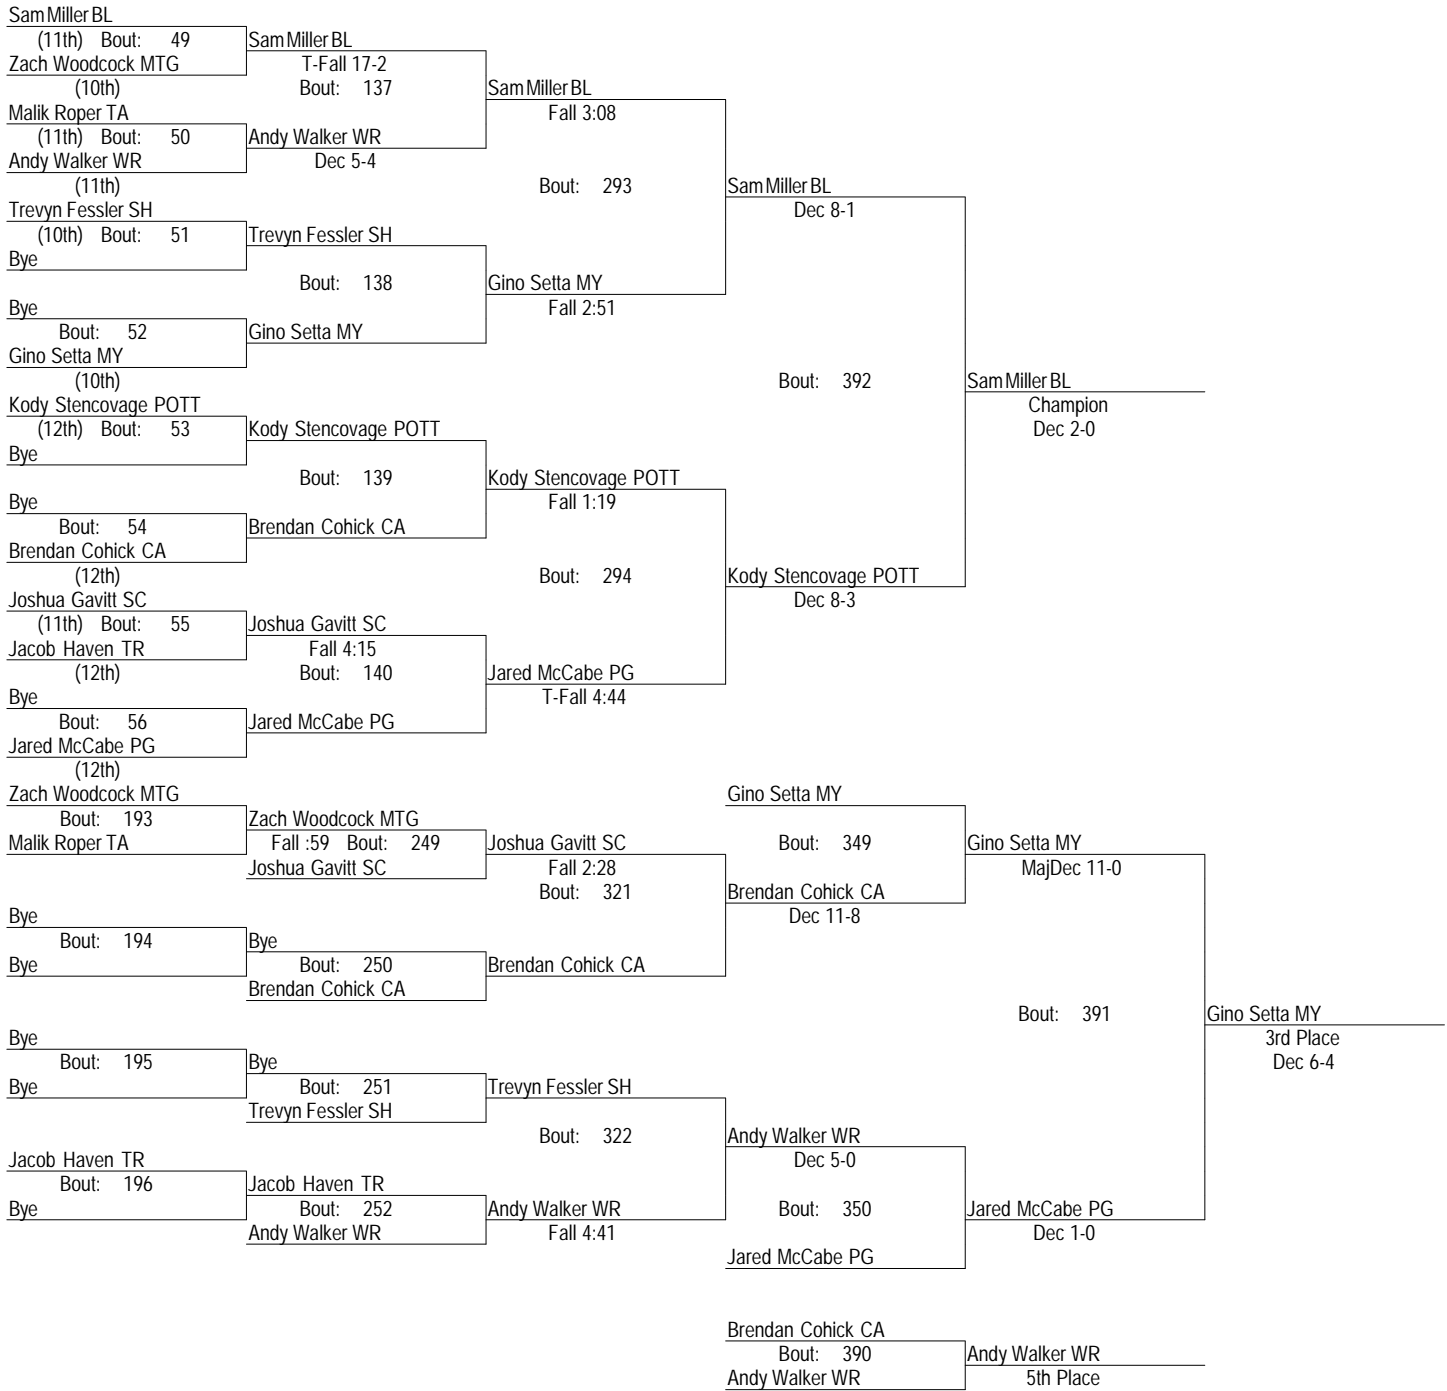 Sam Miller BL
(11th) Bout: 49 Sam Miller BL
Zach Woodcock MTG T-Fall 17-2
(10th) Bout: 137 Sam Miller BL
Malik Roper TA Fall 3:08
(11th) Bout: 50 Andy Walker WR
Andy Walker WR Dec 5-4
(11th) Bout: 293 Sam Miller BL
Trevyn Fessler SH Dec 8-1
(10th) Bout: 51 Trevyn Fessler SH
Bye
Bout: 138 Gino Setta MY
Bye Fall 2:51
Bout: 52 Gino Setta MY
Gino Setta MY
(10th) Bout: 392 Sam Miller BL
Kody Stencovage POTT Champion
(12th) Bout: 53 Kody Stencovage POTT Dec 2-0
Bye
Bout: 139 Kody Stencovage POTT
Bye Fall 1:19
Bout: 54 Brendan Cohick CA
Brendan Cohick CA
(12th) Bout: 294 Kody Stencovage POTT
Joshua Gavitt SC Dec 8-3
(11th) Bout: 55 Joshua Gavitt SC
Jacob Haven TR Fall 4:15
(12th) Bout: 140 Jared McCabe PG
Bye T-Fall 4:44
Bout: 56 Jared McCabe PG
Jared McCabe PG
(12th)
Zach Woodcock MTG Gino Setta MY
Bout: 193 Zach Woodcock MTG
Malik Roper TA Fall :59 Bout: 249 Joshua Gavitt SC Bout: 349 Gino Setta MY
Joshua Gavitt SC Fall 2:28 MajDec 11-0
Bout: 321 Brendan Cohick CA
Bye Dec 11-8
Bout: 194 Bye
Bye Bout: 250 Brendan Cohick CA
Brendan Cohick CA
Bout: 391 Gino Setta MY
Bye 3rd Place
Bout: 195 Bye Dec 6-4
Bye Bout: 251 Trevyn Fessler SH
Trevyn Fessler SH
Bout: 322 Andy Walker WR
Jacob Haven TR Dec 5-0
Bout: 196 Jacob Haven TR
Bye Bout: 252 Andy Walker WR Bout: 350 Jared McCabe PG
Andy Walker WR Fall 4:41 Dec 1-0
Jared McCabe PG
Brendan Cohick CA
Bout: 390 Andy Walker WR
Andy Walker WR 5th Place